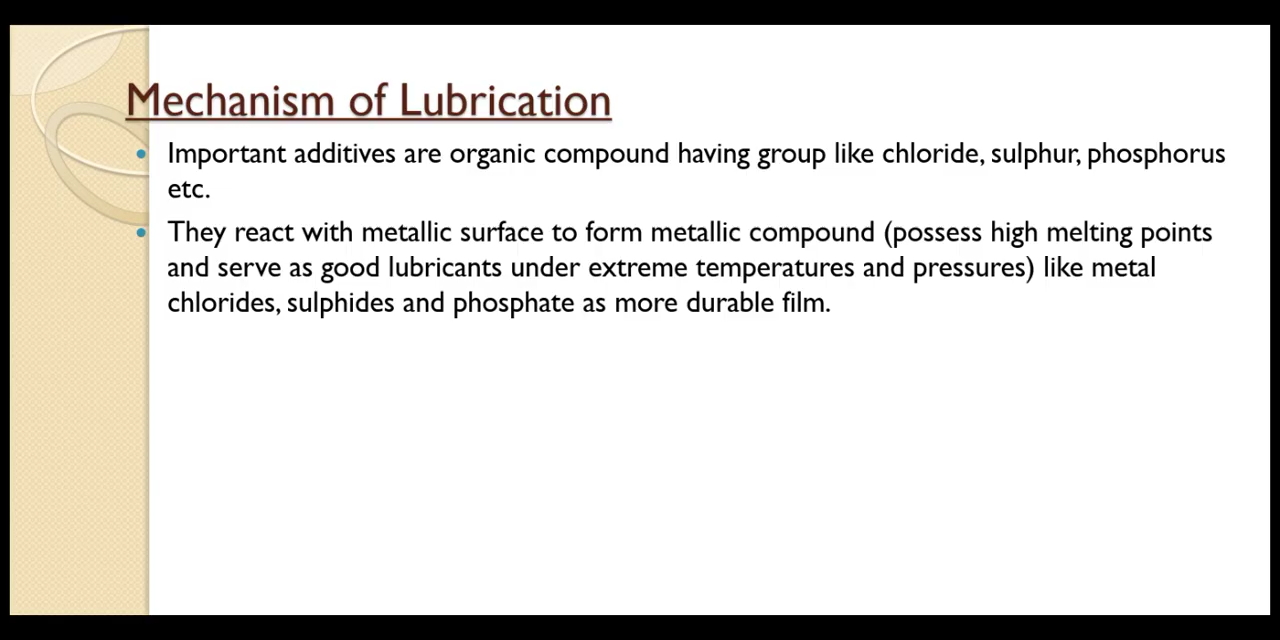 Mechanism of Lubrication
• Important additives are organic compound having group like chloride, sulphur, phosphorus
etc.
• They react with metallic surface to form metallic compound (possess high melting points
and serve as good lubricants under extreme temperatures and pressures) like metal
chlorides, sulphides and phosphate as more durable film.